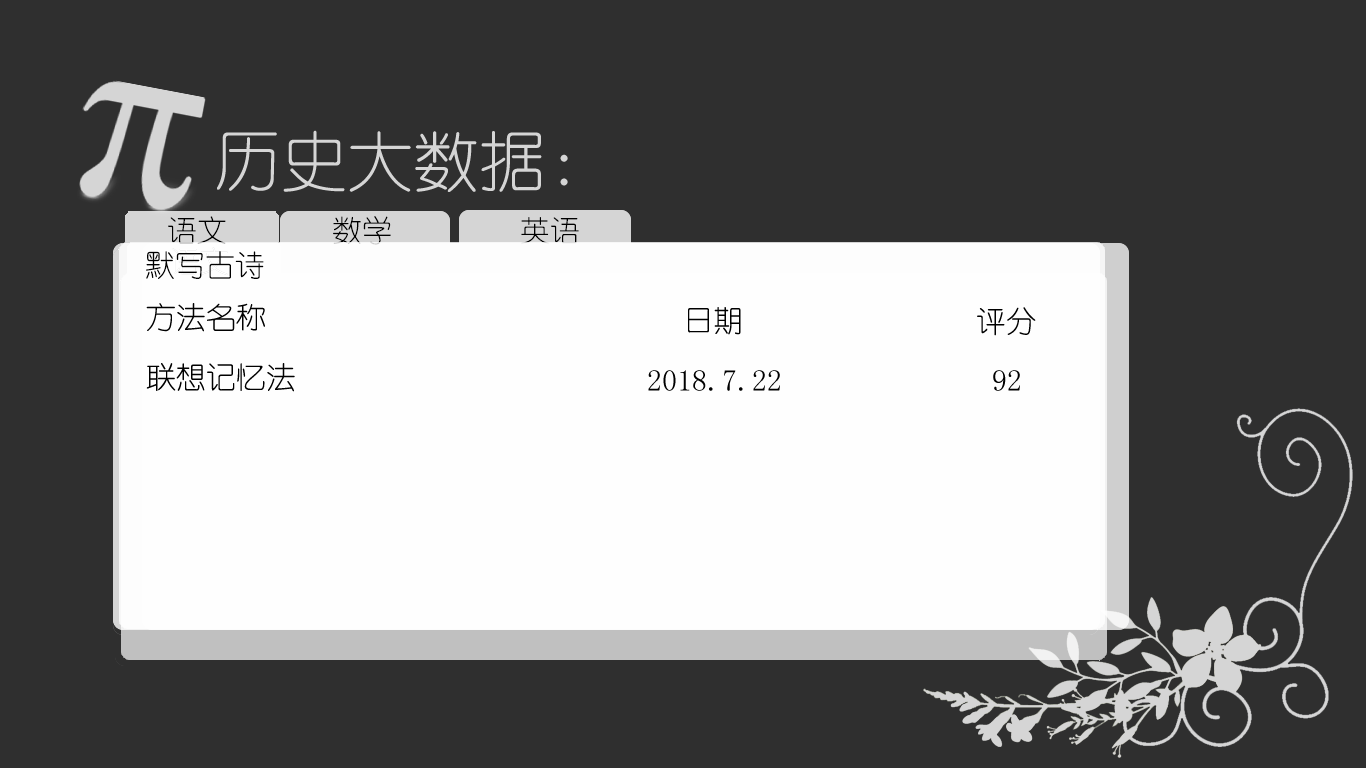 π历史大数据：
语文 数学 英语
默写古诗
方法名称 日期 评分
联想记忆法 2018.7.22 92